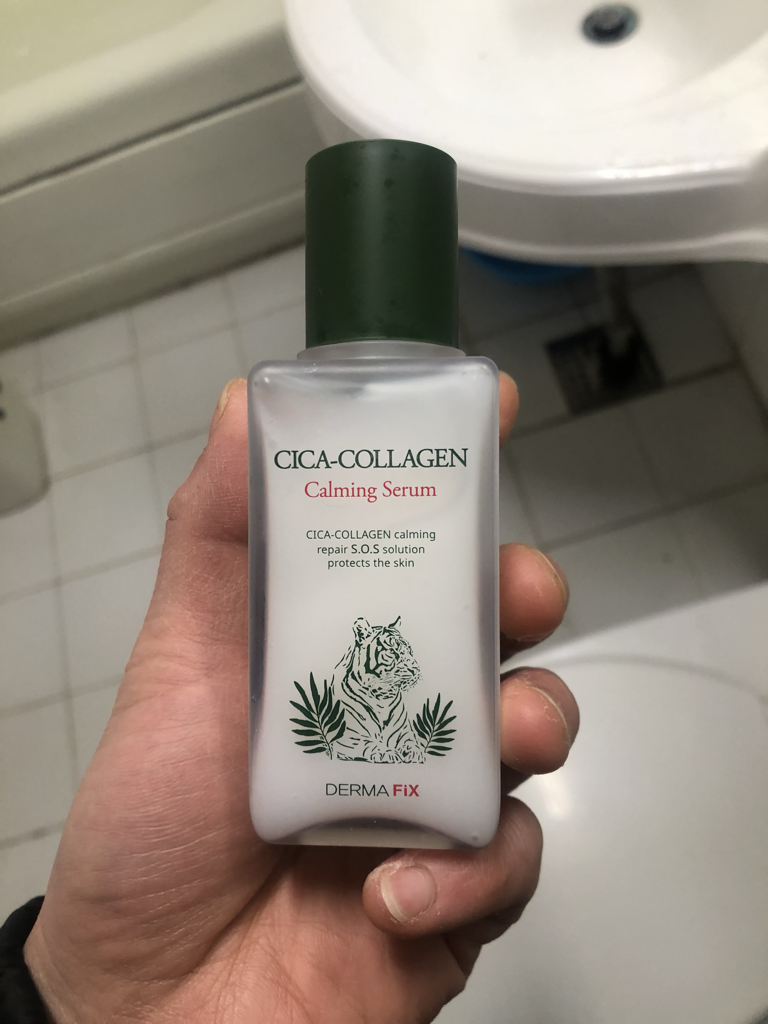 CICA-COLLAGEN
Calming Serum
CICA-COLLAGEN calming
repair S.O.S solution
protects the skin
DERMA FiX